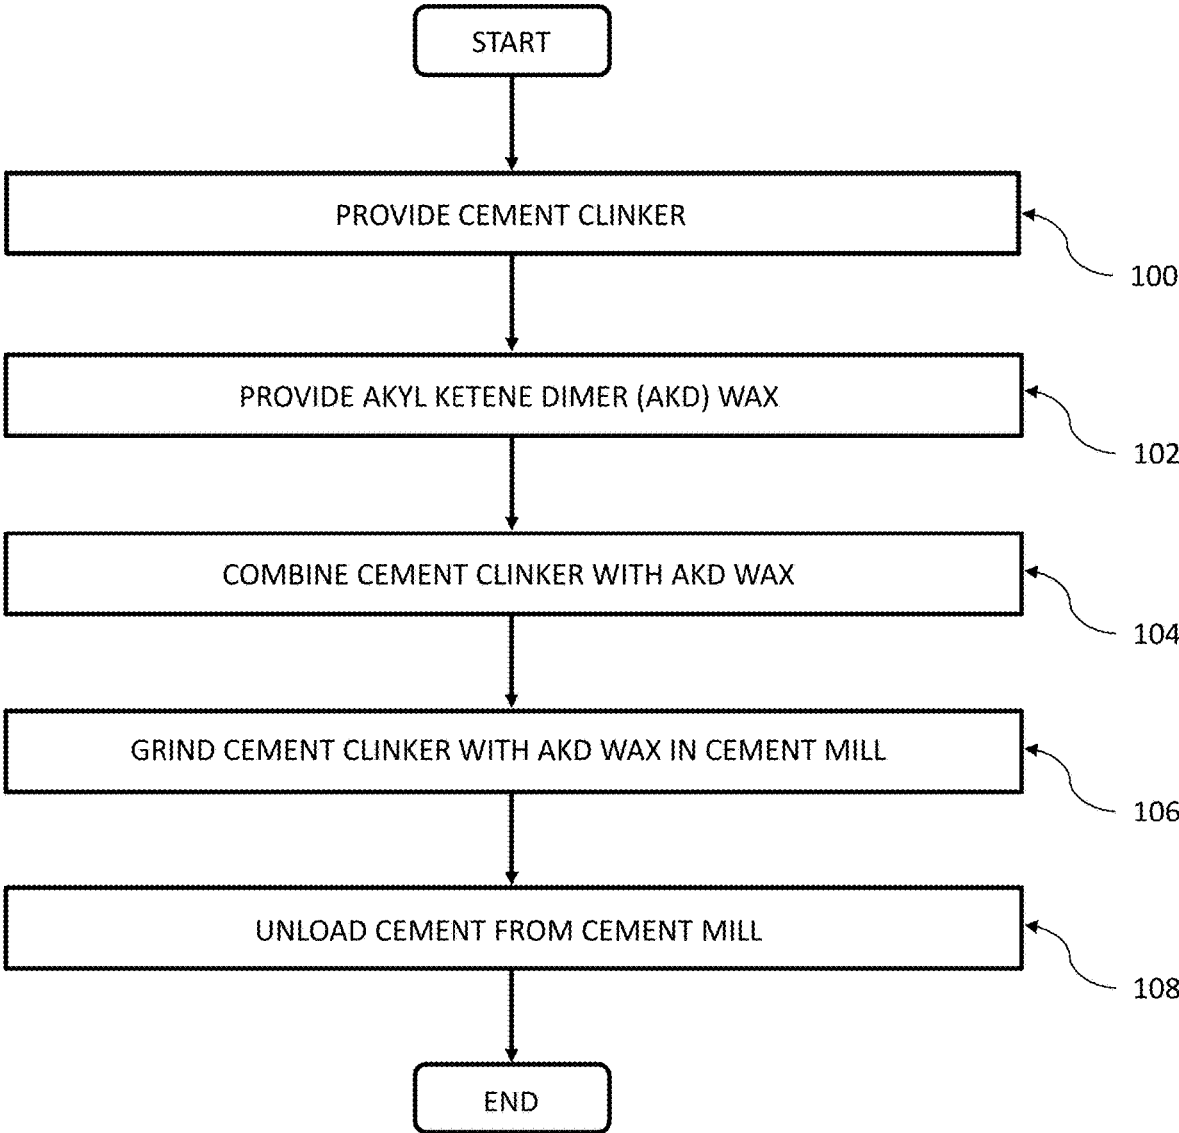 START
PROVIDE CEMENT CLINKER
100
PROVIDE AKYL KETENE DIMER (AKD) WAX
102
COMBINE CEMENT CLINKER WITH AKD WAX
104
GRIND CEMENT CLINKER WITH AKD WAX IN CEMENT MILL
106
UNLOAD CEMENT FROM CEMENT MILL
108
END